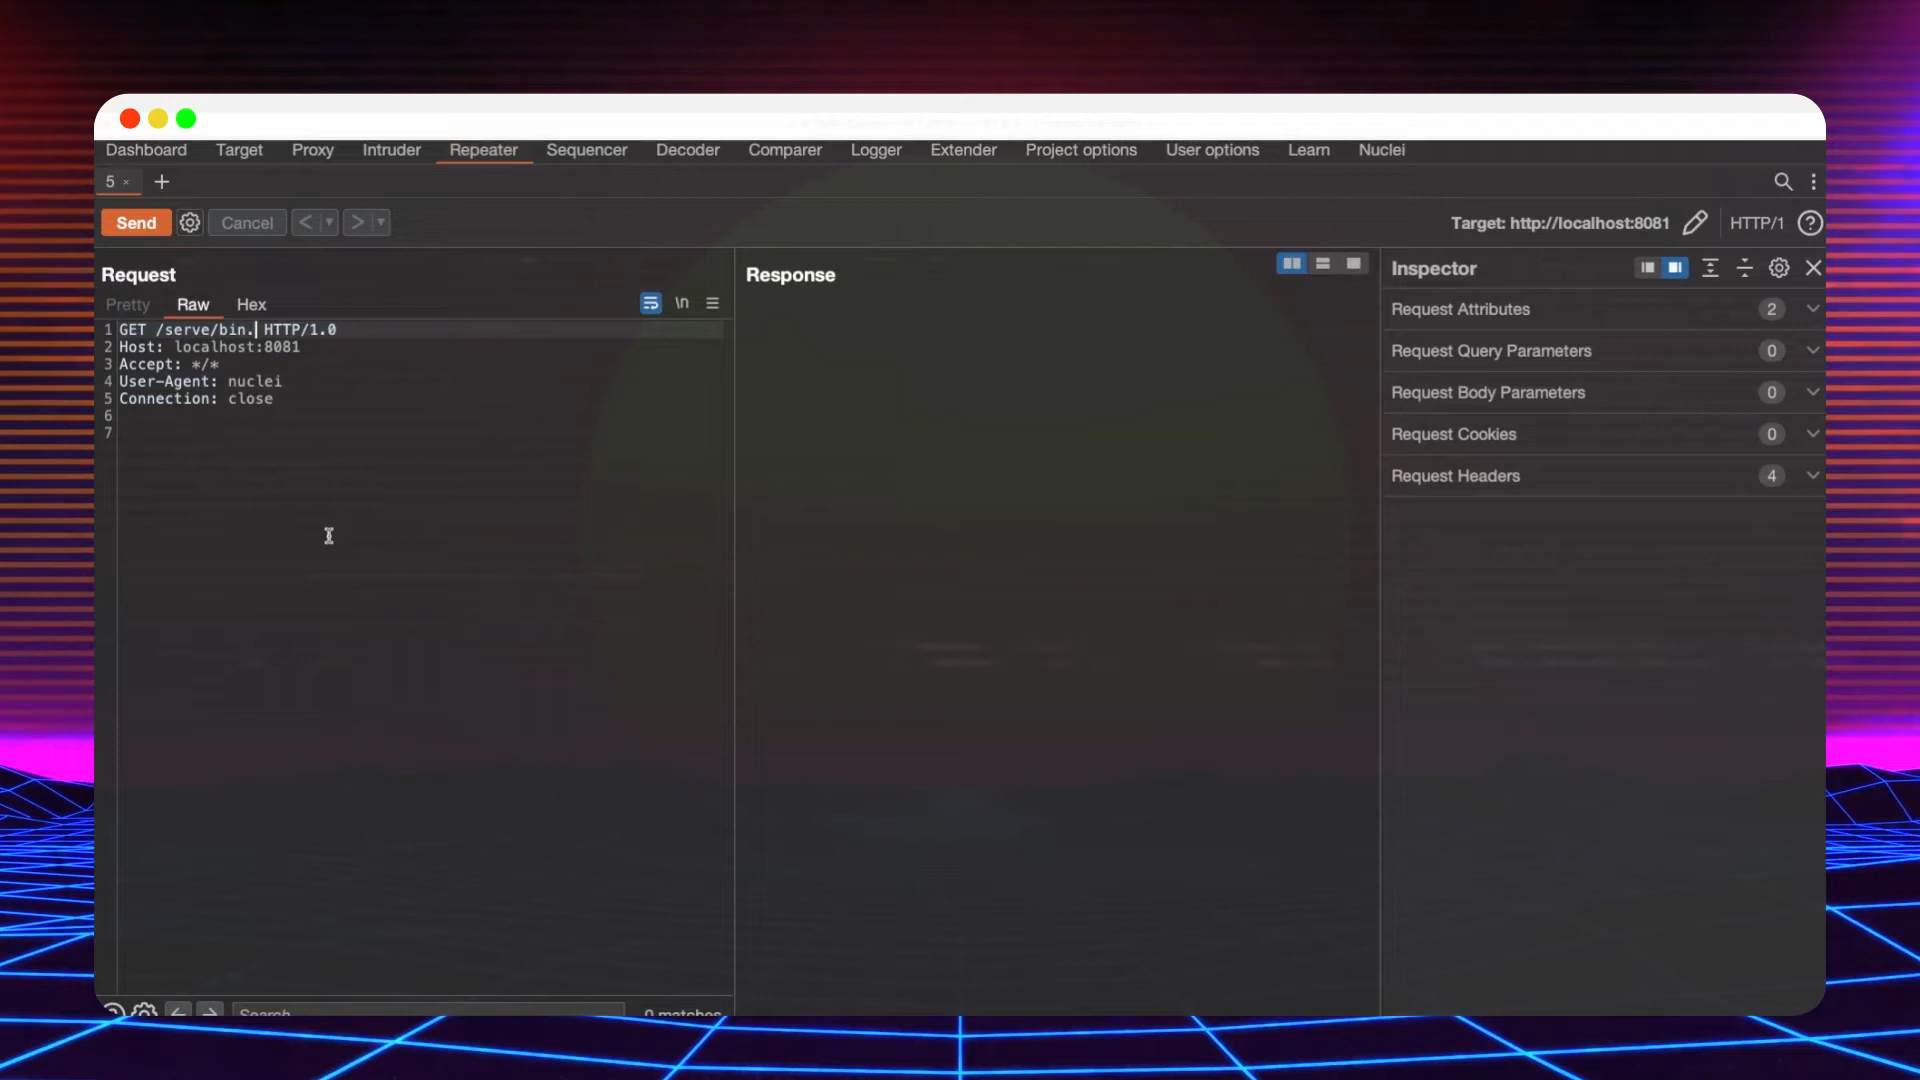 Dashboard Target Proxy Intruder Repeater Sequencer Decoder Comparer Logger Extender Project options User options Learn Nuclei
5 × +
Send Cancel < > Target: http://localhost:8081 HTTP/1 ?
Request
Pretty Raw Hex \n
1 GET /serve/bin. HTTP/1.0
2 Host: localhost:8081
3 Accept: */*
4 User-Agent: nuclei
5 Connection: close
6
7
Search 0 matches
Response
Inspector
Request Attributes 2
Request Query Parameters 0
Request Body Parameters 0
Request Cookies 0
Request Headers 4